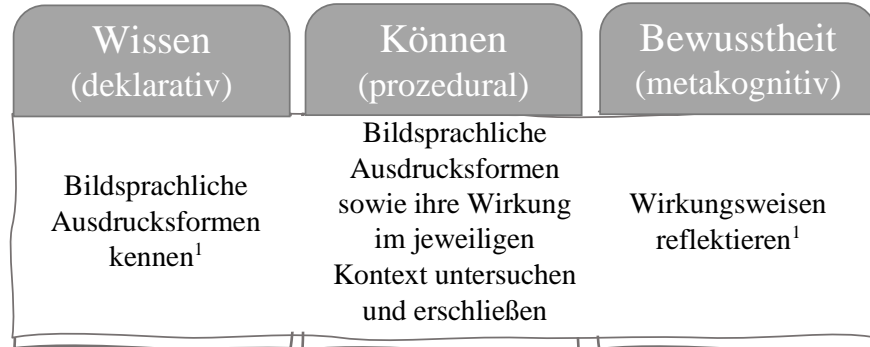 Wissen
(deklarativ)
Können
(prozedural)
Bewusstheit
(metakognitiv)
Bildsprachliche
Ausdrucksformen
kennen¹
Bildsprachliche
Ausdrucksformen
sowie ihre Wirkung
im jeweiligen
Kontext untersuchen
und erschließen
Wirkungsweisen
reflektieren¹